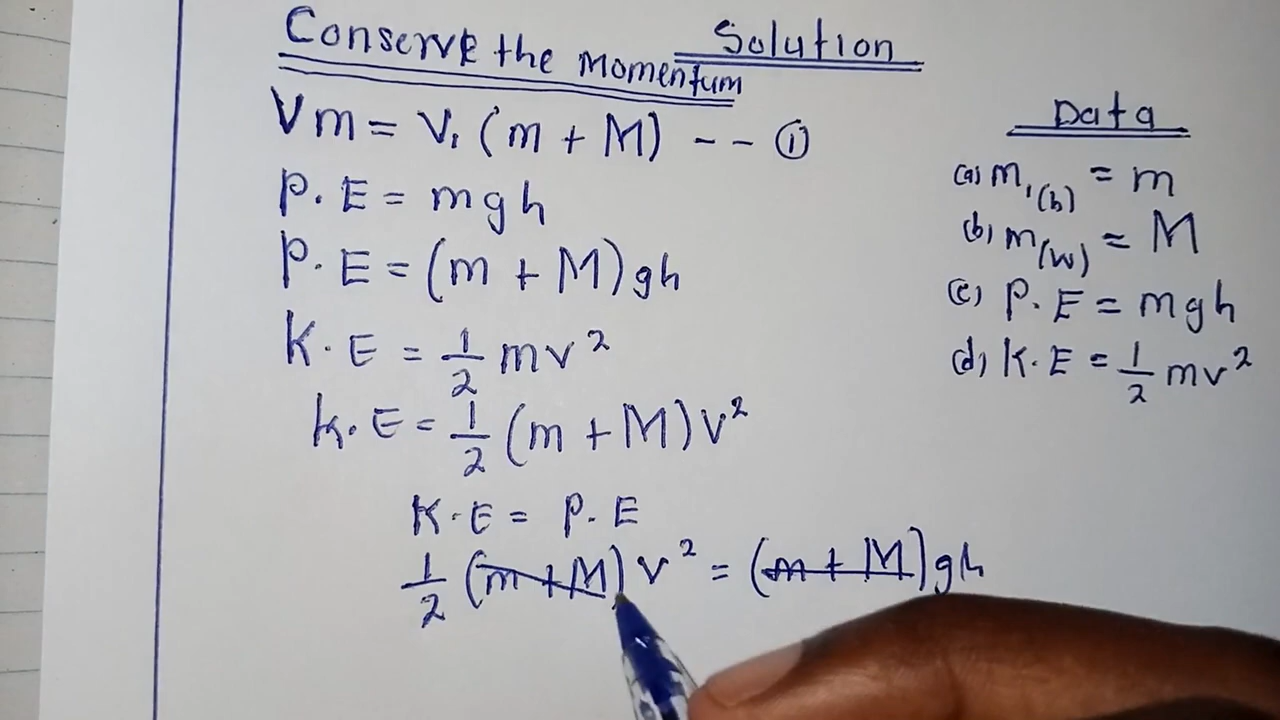 Solution
Conserve the momentum
Vm = V₁ (m + M) -- ①
P.E = mgh
P.E = (m + M)gh
K.E = 1/2 mv²
K.E = 1/2 (m + M)V²
K.E = P.E
1/2 (m + M)V² = (m + M)gh
Data
(a) m₁(b) = m
(b) m(w) = M
(c) P.E = mgh
(d) K.E = 1/2 mv²